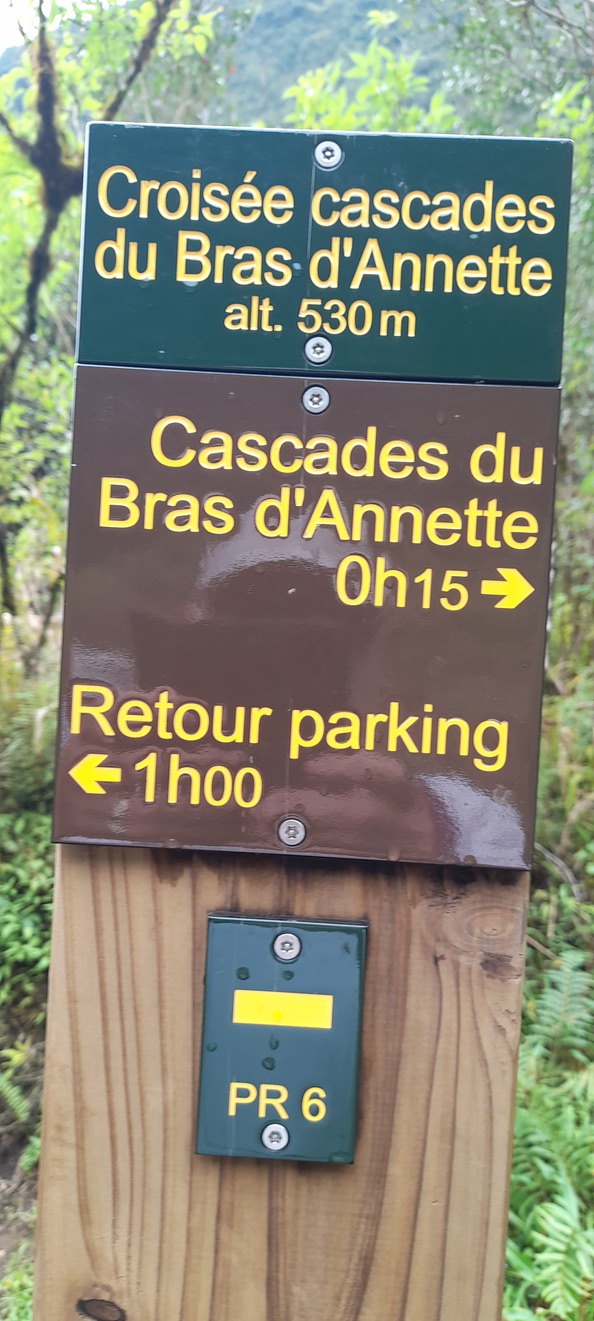 Croisée cascades
du Bras d'Annette
alt. 530 m
Cascades du
Bras d'Annette
0h15 →
Retour parking
← 1h00
PR 6